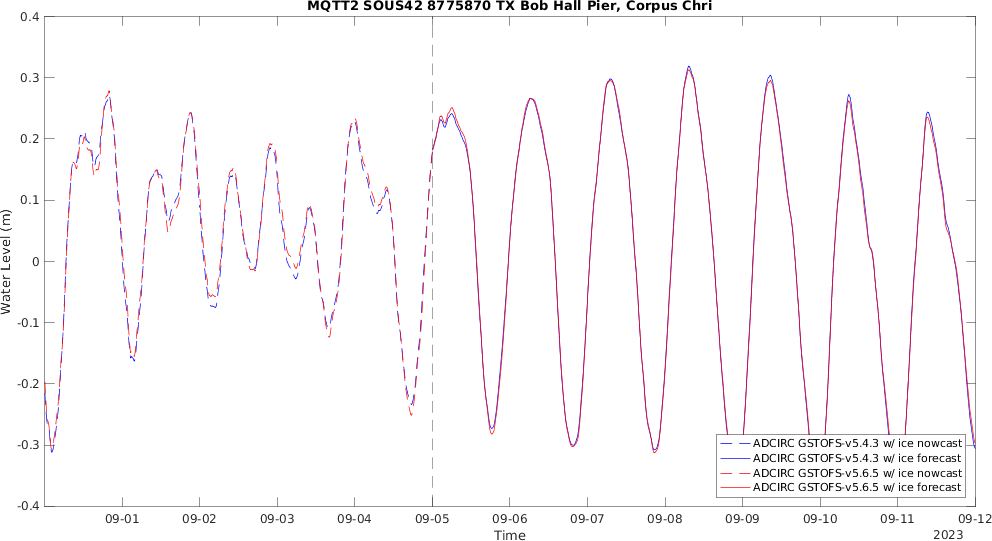 MQTT2 SOUS42 8775870 TX Bob Hall Pier, Corpus Chri
0.4
0.3
0.2
0.1
0
-0.1
-0.2
-0.3
-0.4
Water Level (m)
ADCIRC GSTOFS-v5.4.3 w/ ice nowcast
ADCIRC GSTOFS-v5.4.3 w/ ice forecast
ADCIRC GSTOFS-v5.6.5 w/ ice nowcast
ADCIRC GSTOFS-v5.6.5 w/ ice forecast
09-01 09-02 09-03 09-04 09-05 09-06 09-07 09-08 09-09 09-10 09-11 09-12
Time
2023